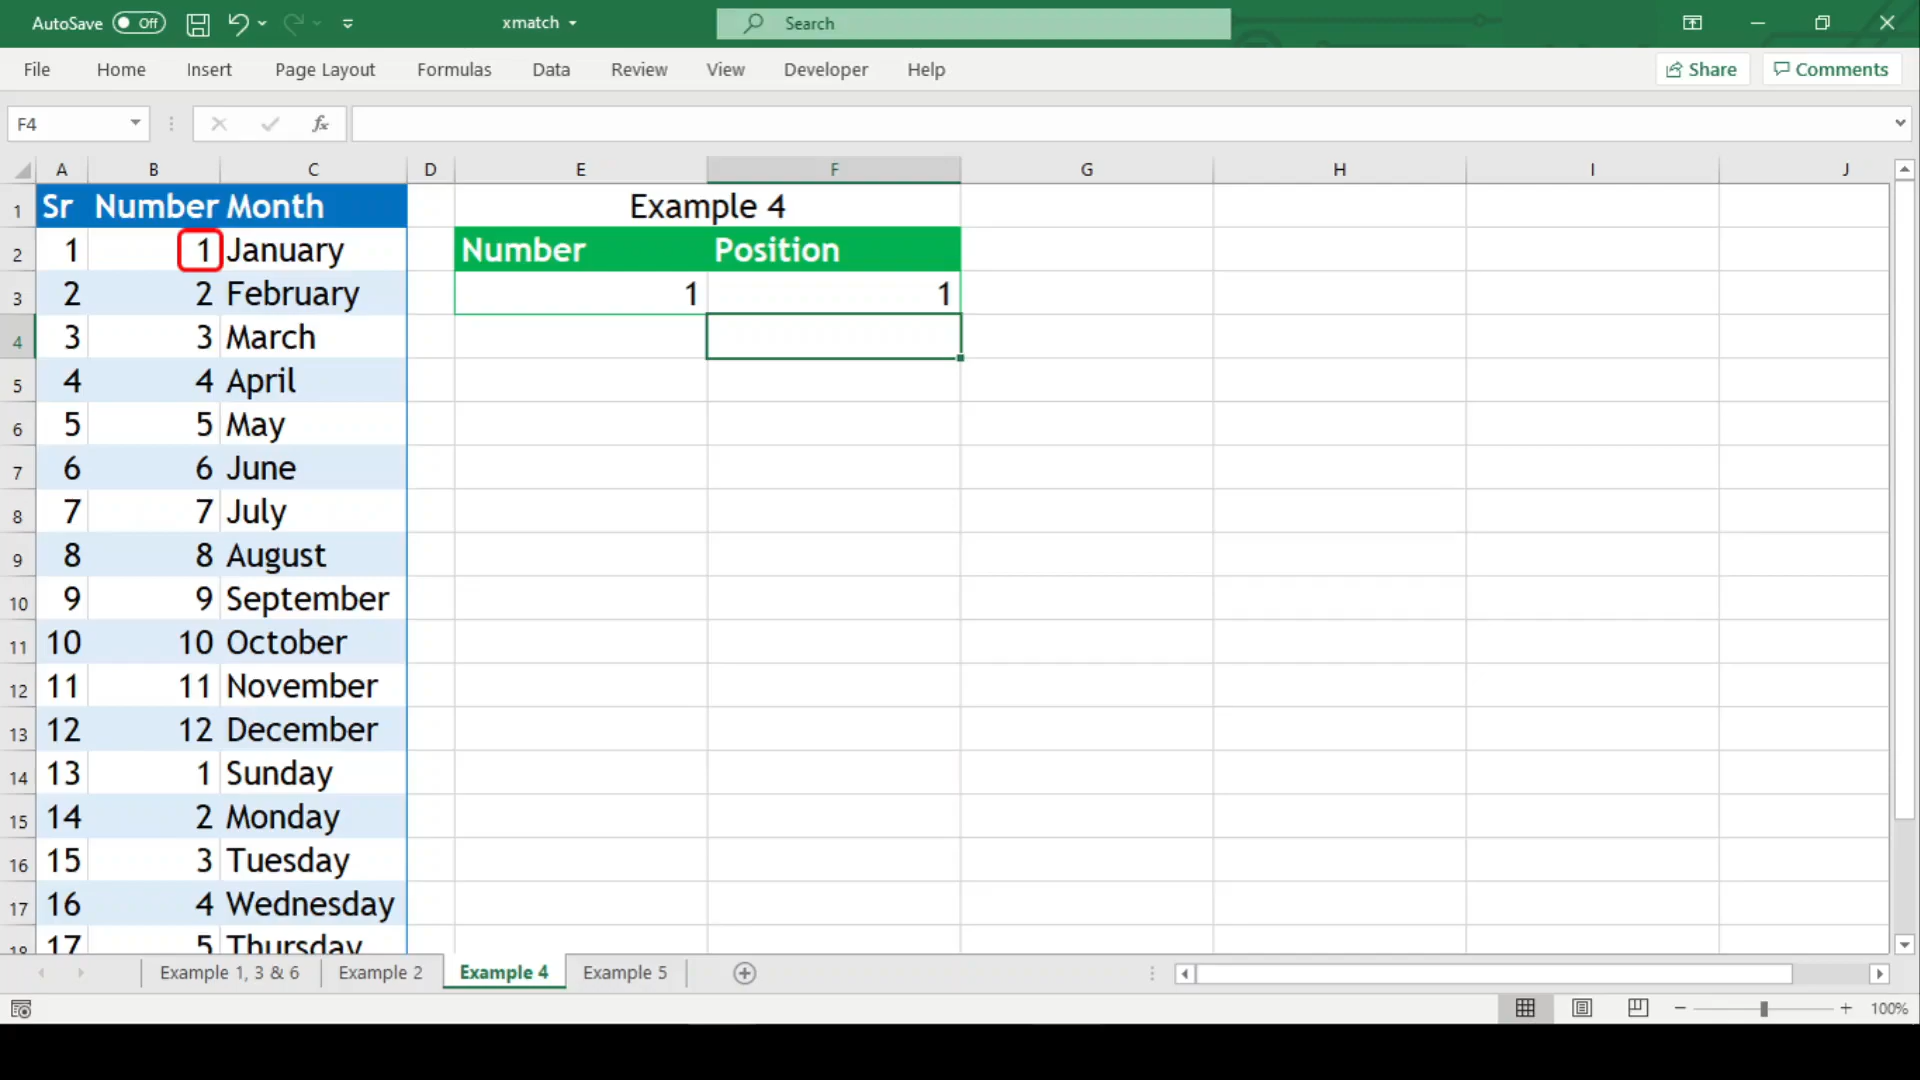 AutoSave Off xmatch Search
File Home Insert Page Layout Formulas Data Review View Developer Help Share Comments
F4 fx
A B C D E F G H I J
1 Sr Number Month Example 4
2 1 1 January Number Position
3 2 2 February 1 1
4 3 3 March
5 4 4 April
6 5 5 May
7 6 6 June
8 7 7 July
9 8 8 August
10 9 9 September
11 10 10 October
12 11 11 November
13 12 12 December
14 13 1 Sunday
15 14 2 Monday
16 15 3 Tuesday
17 16 4 Wednesday
18 17 5 Thursday
Example 1, 3 & 6 Example 2 Example 4 Example 5
100%